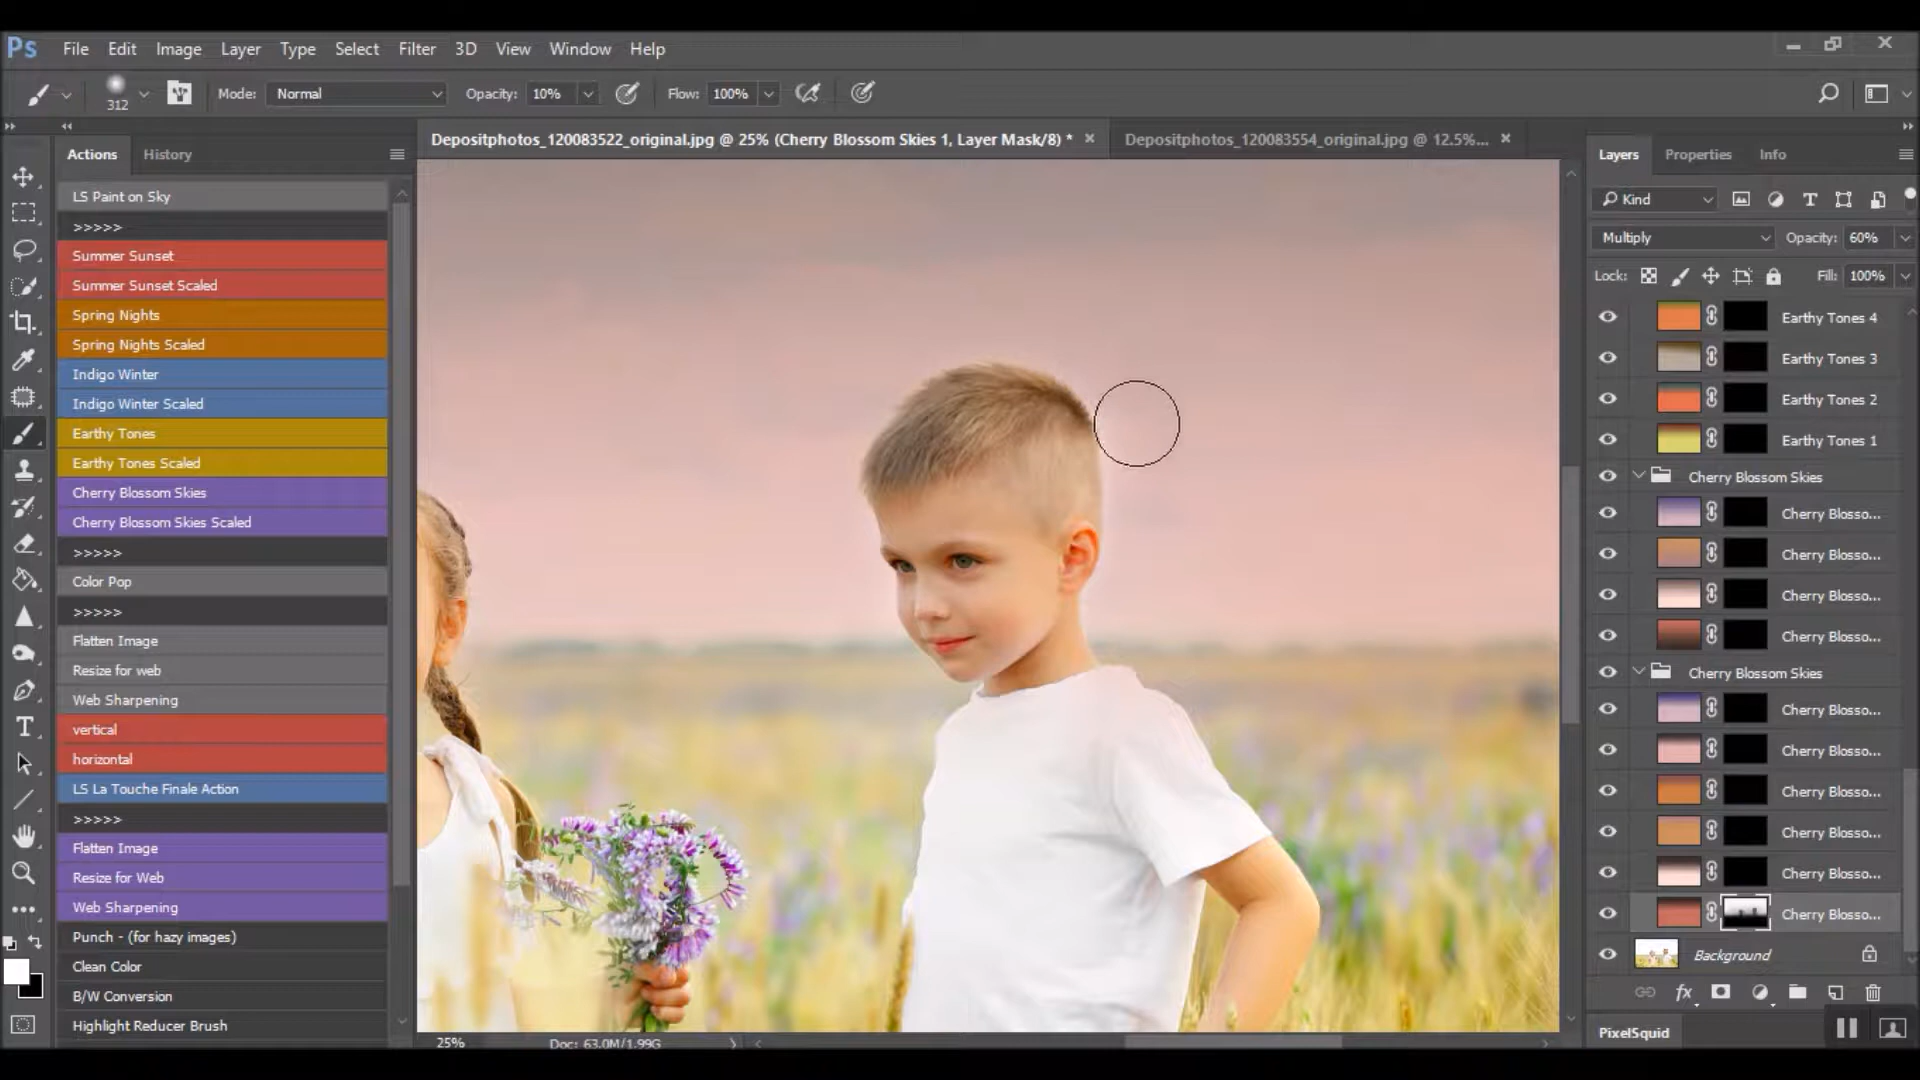 Ps File Edit Image Layer Type Select Filter 3D View Window Help
312 Mode: Normal Opacity: 10% Flow: 100%
Depositphotos_120083522_original.jpg @ 25% (Cherry Blossom Skies 1, Layer Mask/8) * × Depositphotos_120083554_original.jpg @ 12.5%... ×
Actions History
LS Paint on Sky
>>>>>
Summer Sunset
Summer Sunset Scaled
Spring Nights
Spring Nights Scaled
Indigo Winter
Indigo Winter Scaled
Earthy Tones
Earthy Tones Scaled
Cherry Blossom Skies
Cherry Blossom Skies Scaled
>>>>>
Color Pop
>>>>>
Flatten Image
Resize for web
Web Sharpening
vertical
horizontal
LS La Touche Finale Action
>>>>>
Flatten Image
Resize for Web
Web Sharpening
Punch - (for hazy images)
Clean Color
B/W Conversion
Highlight Reducer Brush
25% Doc: 63.0M/1.99G
Layers Properties Info
Kind
Multiply Opacity: 60%
Lock: Fill: 100%
Earthy Tones 4
Earthy Tones 3
Earthy Tones 2
Earthy Tones 1
Cherry Blossom Skies
Cherry Blosso...
Cherry Blosso...
Cherry Blosso...
Cherry Blosso...
Cherry Blossom Skies
Cherry Blosso...
Cherry Blosso...
Cherry Blosso...
Cherry Blosso...
Cherry Blosso...
Cherry Blosso...
Background
fx
PixelSquid